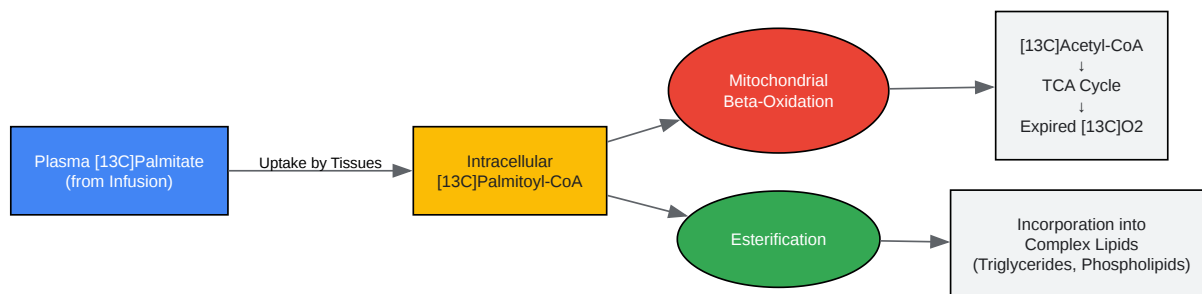 Plasma [13C]Palmitate
(from Infusion)
Uptake by Tissues
Intracellular
[13C]Palmitoyl-CoA
Mitochondrial
Beta-Oxidation
[13C]Acetyl-CoA
↓
TCA Cycle
↓
Expired [13C]O2
Esterification
Incorporation into
Complex Lipids
(Triglycerides, Phospholipids)